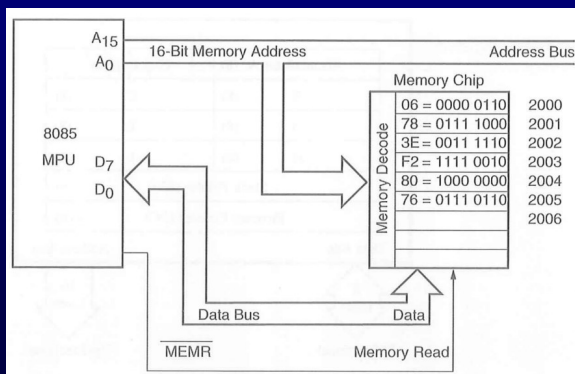 A15
16-Bit Memory Address
Address Bus
A0
Memory Chip
06 = 0000 0110 2000
78 = 0111 1000 2001
3E = 0011 1110 2002
8085
F2 = 1111 0010 2003
MPU
D7
80 = 1000 0000 2004
D0
76 = 0111 0110 2005
2006
Memory Decode
Data Bus
Data
MEMR
Memory Read